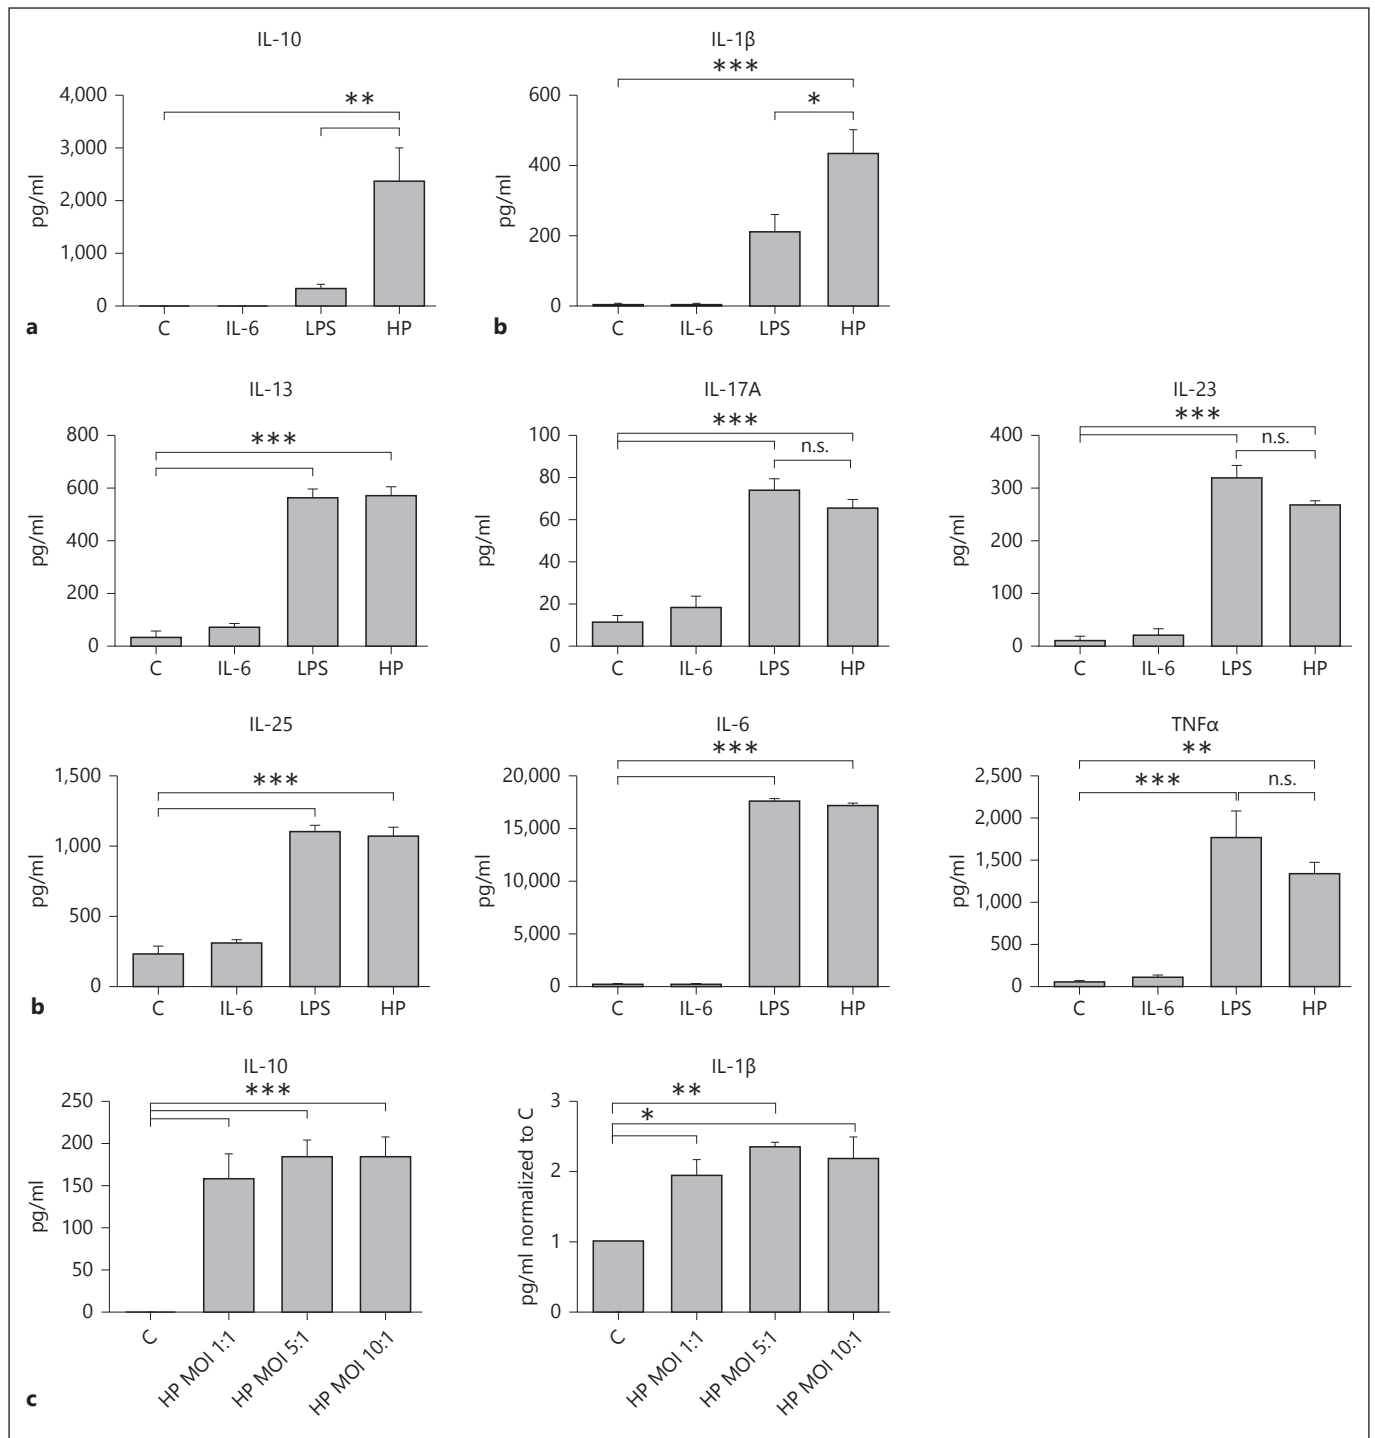 IL-10
**
4,000
3,000
2,000
1,000
0
pg/ml
C IL-6 LPS HP
a
IL-1β
***
*
600
400
200
0
pg/ml
C IL-6 LPS HP
b
IL-13
***
800
600
400
200
0
pg/ml
C IL-6 LPS HP
IL-17A
***
n.s.
100
80
60
40
20
0
pg/ml
C IL-6 LPS HP
IL-23
***
n.s.
400
300
200
100
0
pg/ml
C IL-6 LPS HP
IL-25
***
1,500
1,000
500
0
pg/ml
C IL-6 LPS HP
b
IL-6
***
20,000
15,000
10,000
5,000
0
pg/ml
C IL-6 LPS HP
TNFα
**
*** n.s.
2,500
2,000
1,500
1,000
500
0
pg/ml
C IL-6 LPS HP
IL-10
***
250
200
150
100
50
0
pg/ml
C
HP MOI 1:1
HP MOI 5:1
HP MOI 10:1
c
IL-1β
**
*
3
2
1
0
pg/ml normalized to C
C
HP MOI 1:1
HP MOI 5:1
HP MOI 10:1